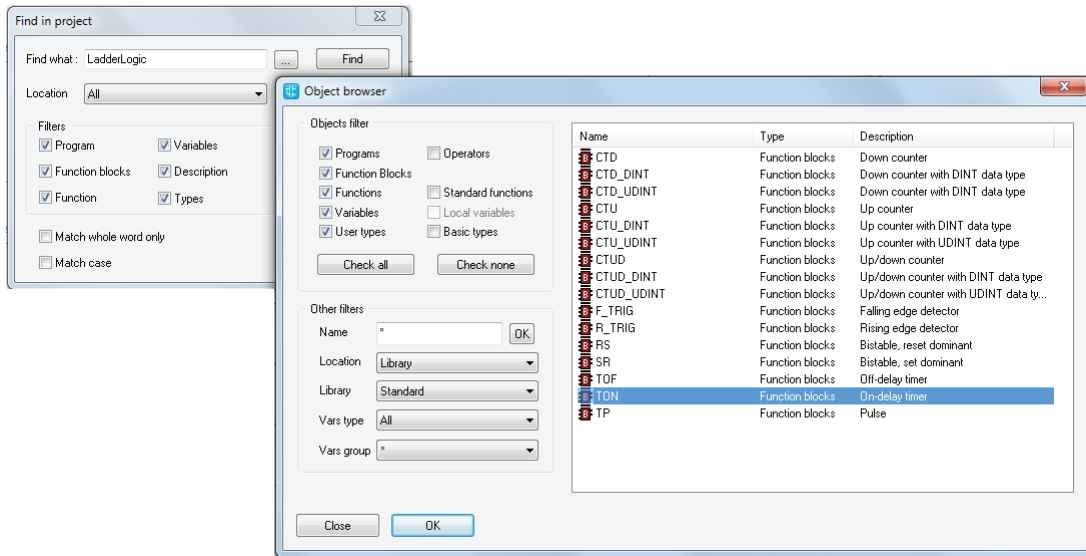 Find in project
Find what : LadderLogic ... Find
Location All
Filters
Program Variables
Function blocks Description
Function Types
Match whole word only
Match case
Object browser
Objects filter
Programs Operators
Function Blocks
Functions Standard functions
Variables Local variables
User types Basic types
Check all Check none
Other filters
Name * OK
Location Library
Library Standard
Vars type All
Vars group *
Close OK
Name Type Description
B CTD Function blocks Down counter
B CTD_DINT Function blocks Down counter with DINT data type
B CTD_UDINT Function blocks Down counter with UDINT data type
B CTU Function blocks Up counter
B CTU_DINT Function blocks Up counter with DINT data type
B CTU_UDINT Function blocks Up counter with UDINT data type
B CTUD Function blocks Up/down counter
B CTUD_DINT Function blocks Up/down counter with DINT data type
B CTUD_UDINT Function blocks Up/down counter with UDINT data ty...
B F_TRIG Function blocks Falling edge detector
B R_TRIG Function blocks Rising edge detector
B RS Function blocks Bistable, reset dominant
B SR Function blocks Bistable, set dominant
B TOF Function blocks Off-delay timer
B TON Function blocks On-delay timer
B TP Function blocks Pulse